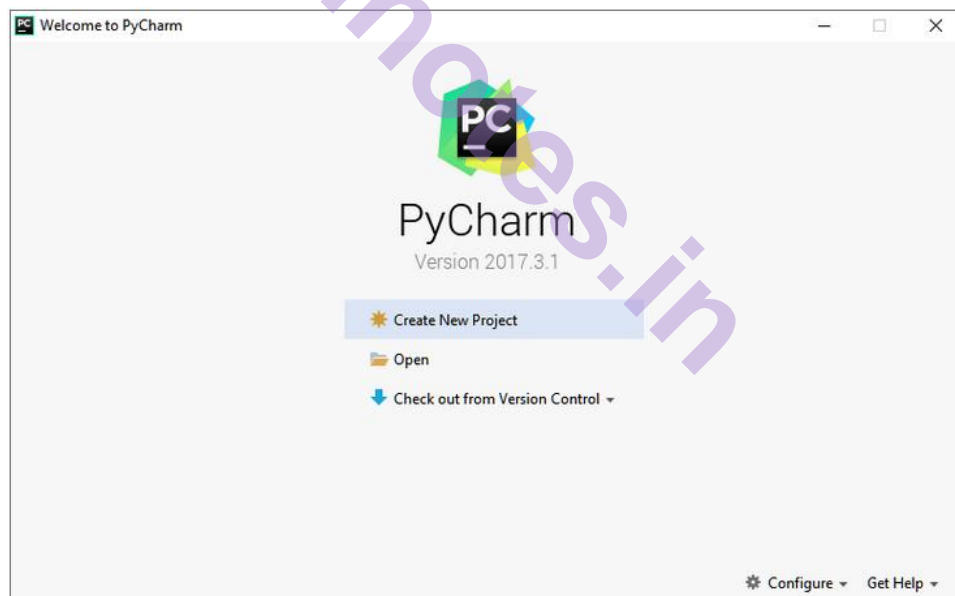 Welcome to PyCharm
PC
PyCharm
Version 2017.3.1
Create New Project
Open
Check out from Version Control
Configure
Get Help
notes.in